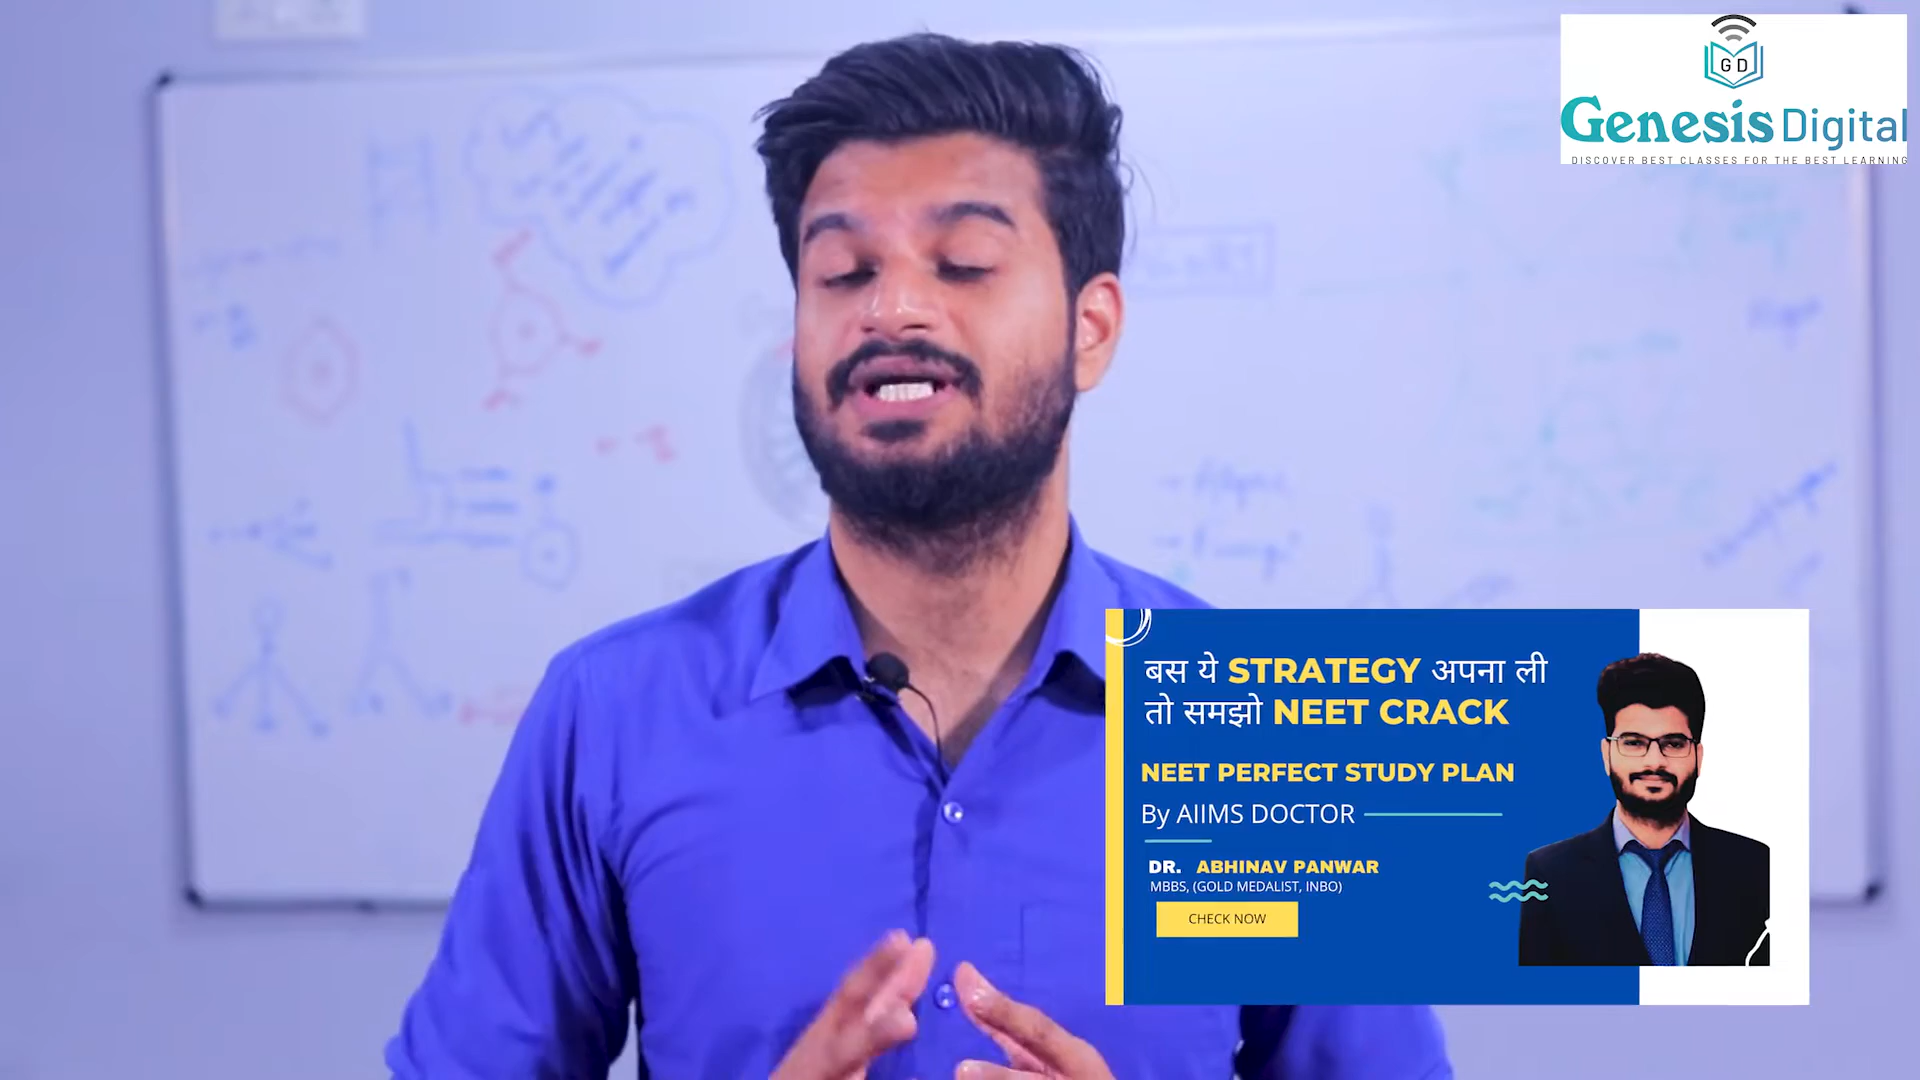 G D
Genesis Digital
DISCOVER BEST CLASSES FOR THE BEST LEARNING
बस ये STRATEGY अपना ली
तो समझो NEET CRACK
NEET PERFECT STUDY PLAN
By AIIMS DOCTOR
DR. ABHINAV PANWAR
MBBS, (GOLD MEDALIST, INBO)
CHECK NOW